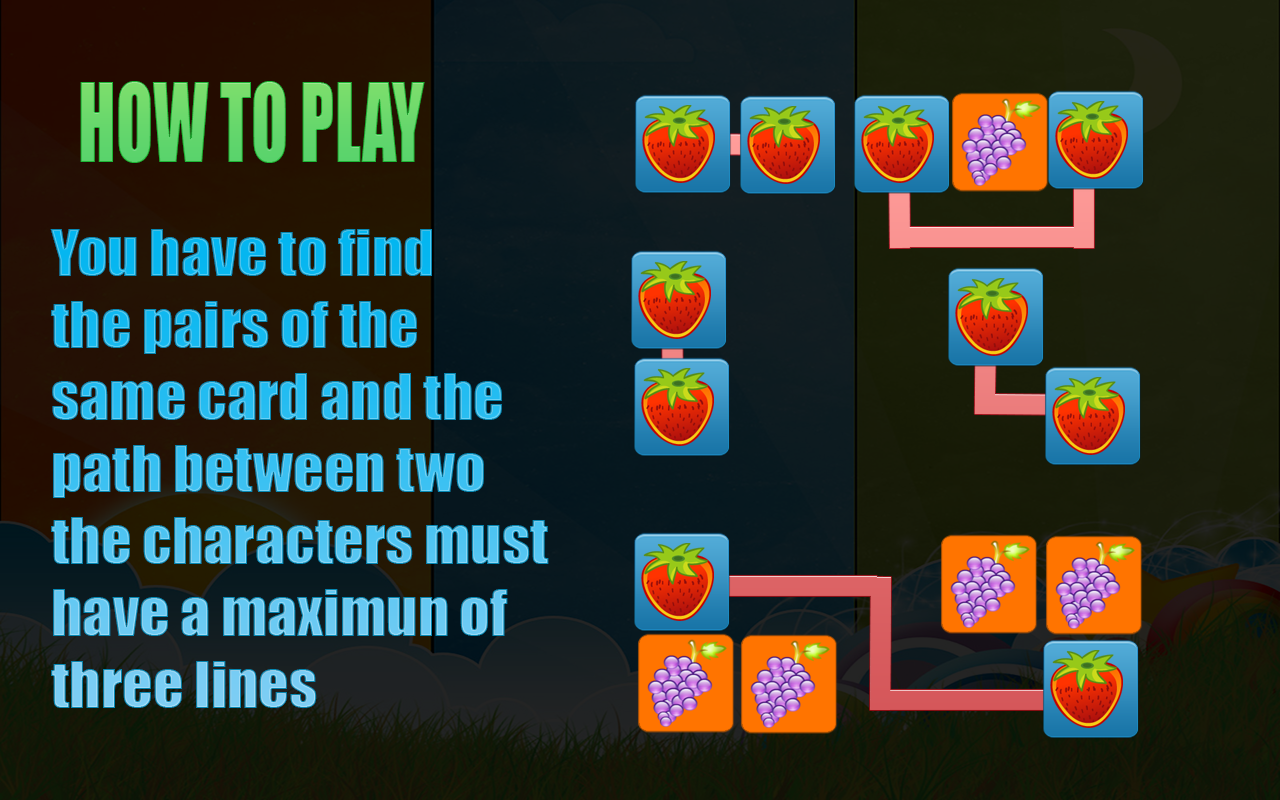 HOW TO PLAY
You have to find
the pairs of the
same card and the
path between two
the characters must
have a maximun of
three lines